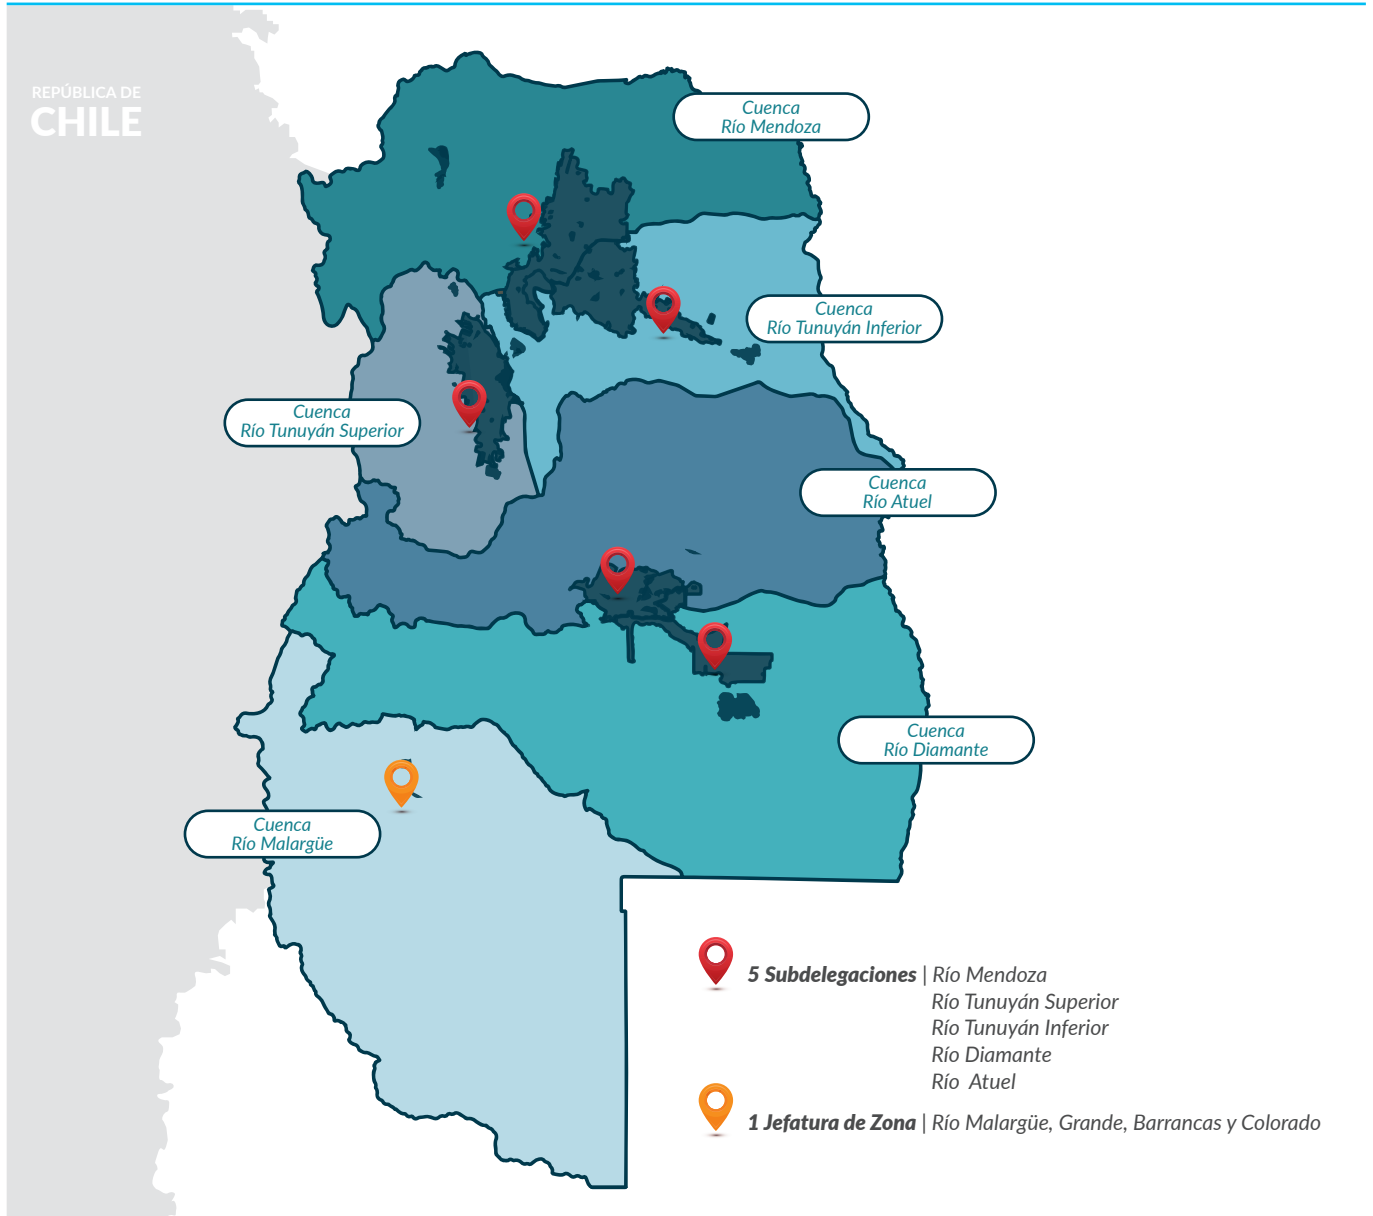 REPÚBLICA DE
CHILE
Cuenca
Río Mendoza
Cuenca
Río Tunuyán Inferior
Cuenca
Río Tunuyán Superior
Cuenca
Río Atuel
Cuenca
Río Diamante
Cuenca
Río Malargüe
5 Subdelegaciones | Río Mendoza
Río Tunuyán Superior
Río Tunuyán Inferior
Río Diamante
Río Atuel
1 Jefatura de Zona | Río Malargüe, Grande, Barrancas y Colorado